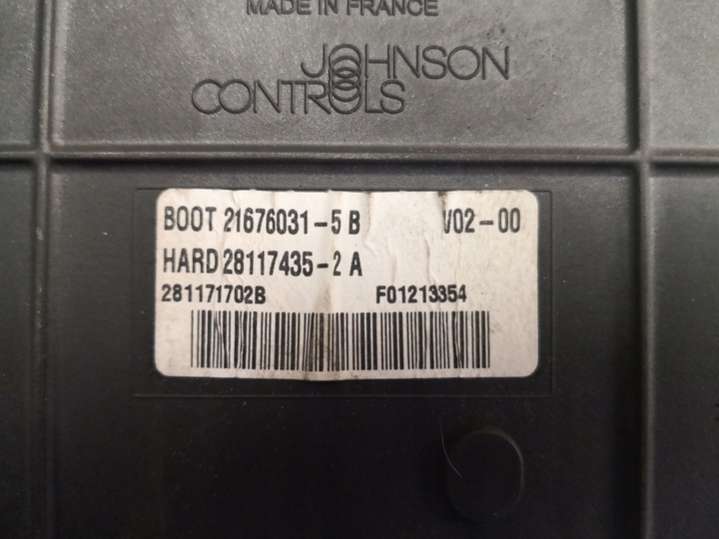 MADE IN FRANCE
JOHNSON
CONTROLS
BOOT 21676031-5 B V02-00
HARD 28117435-2 A
281171702B F01213354